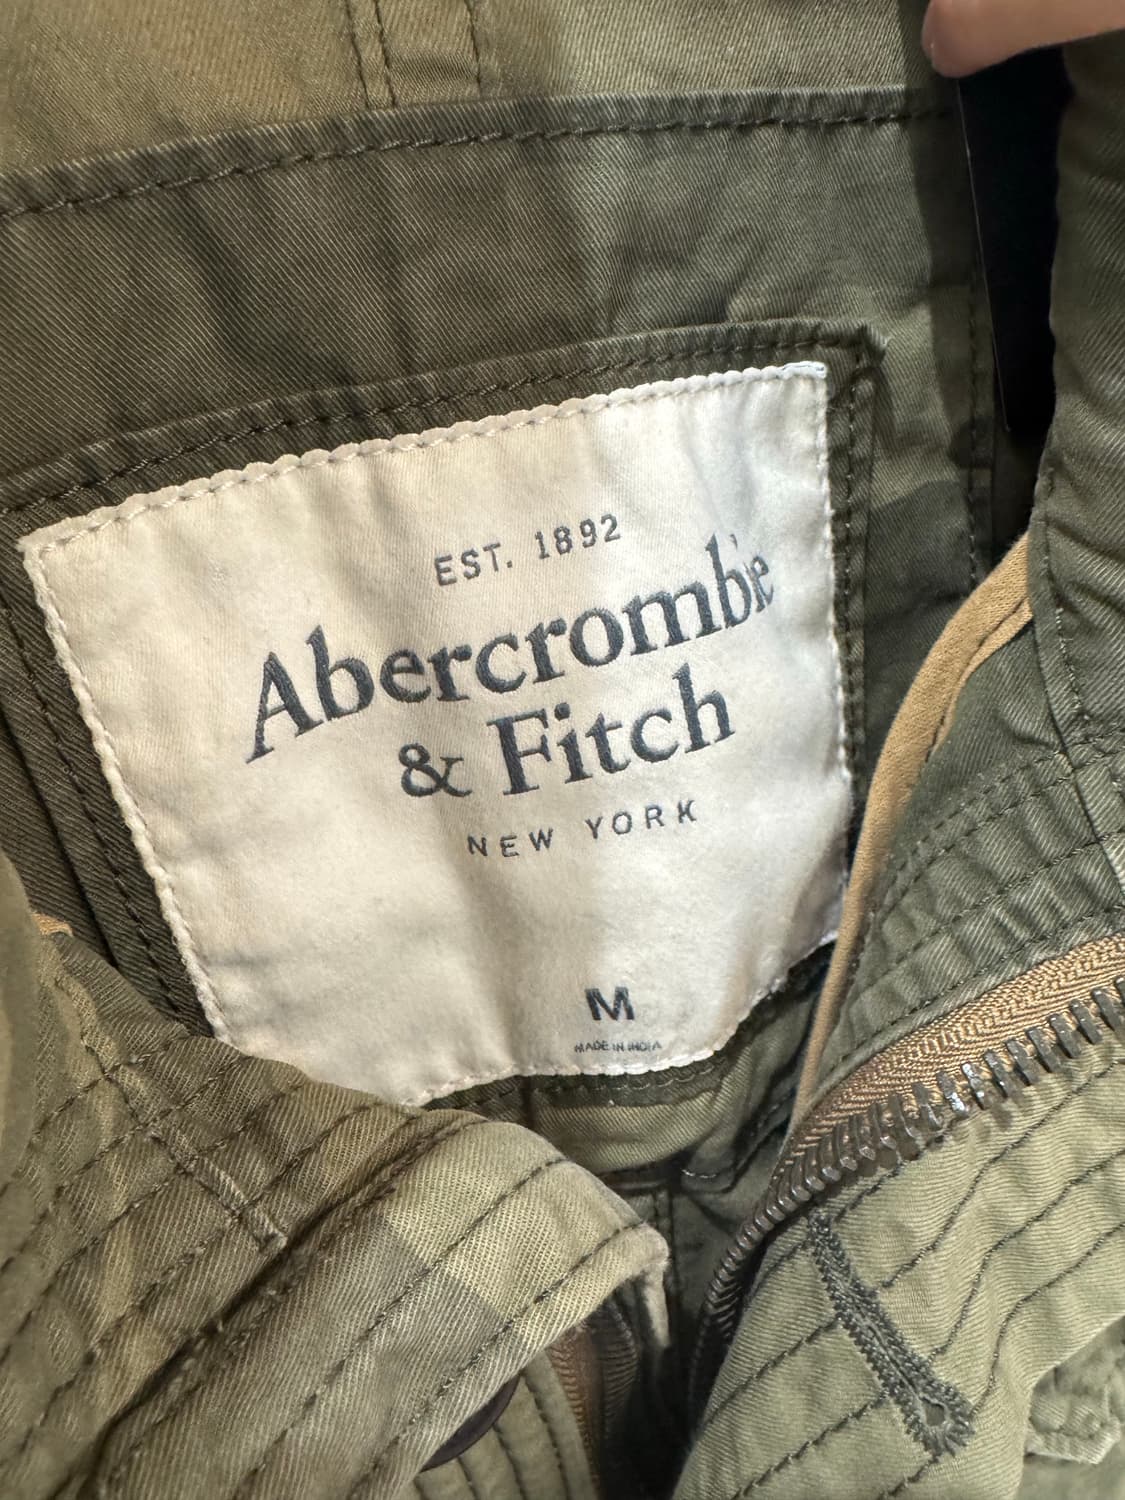 EST. 1892
Abercrombie
& Fitch
NEW YORK
M
MADE IN INDIA